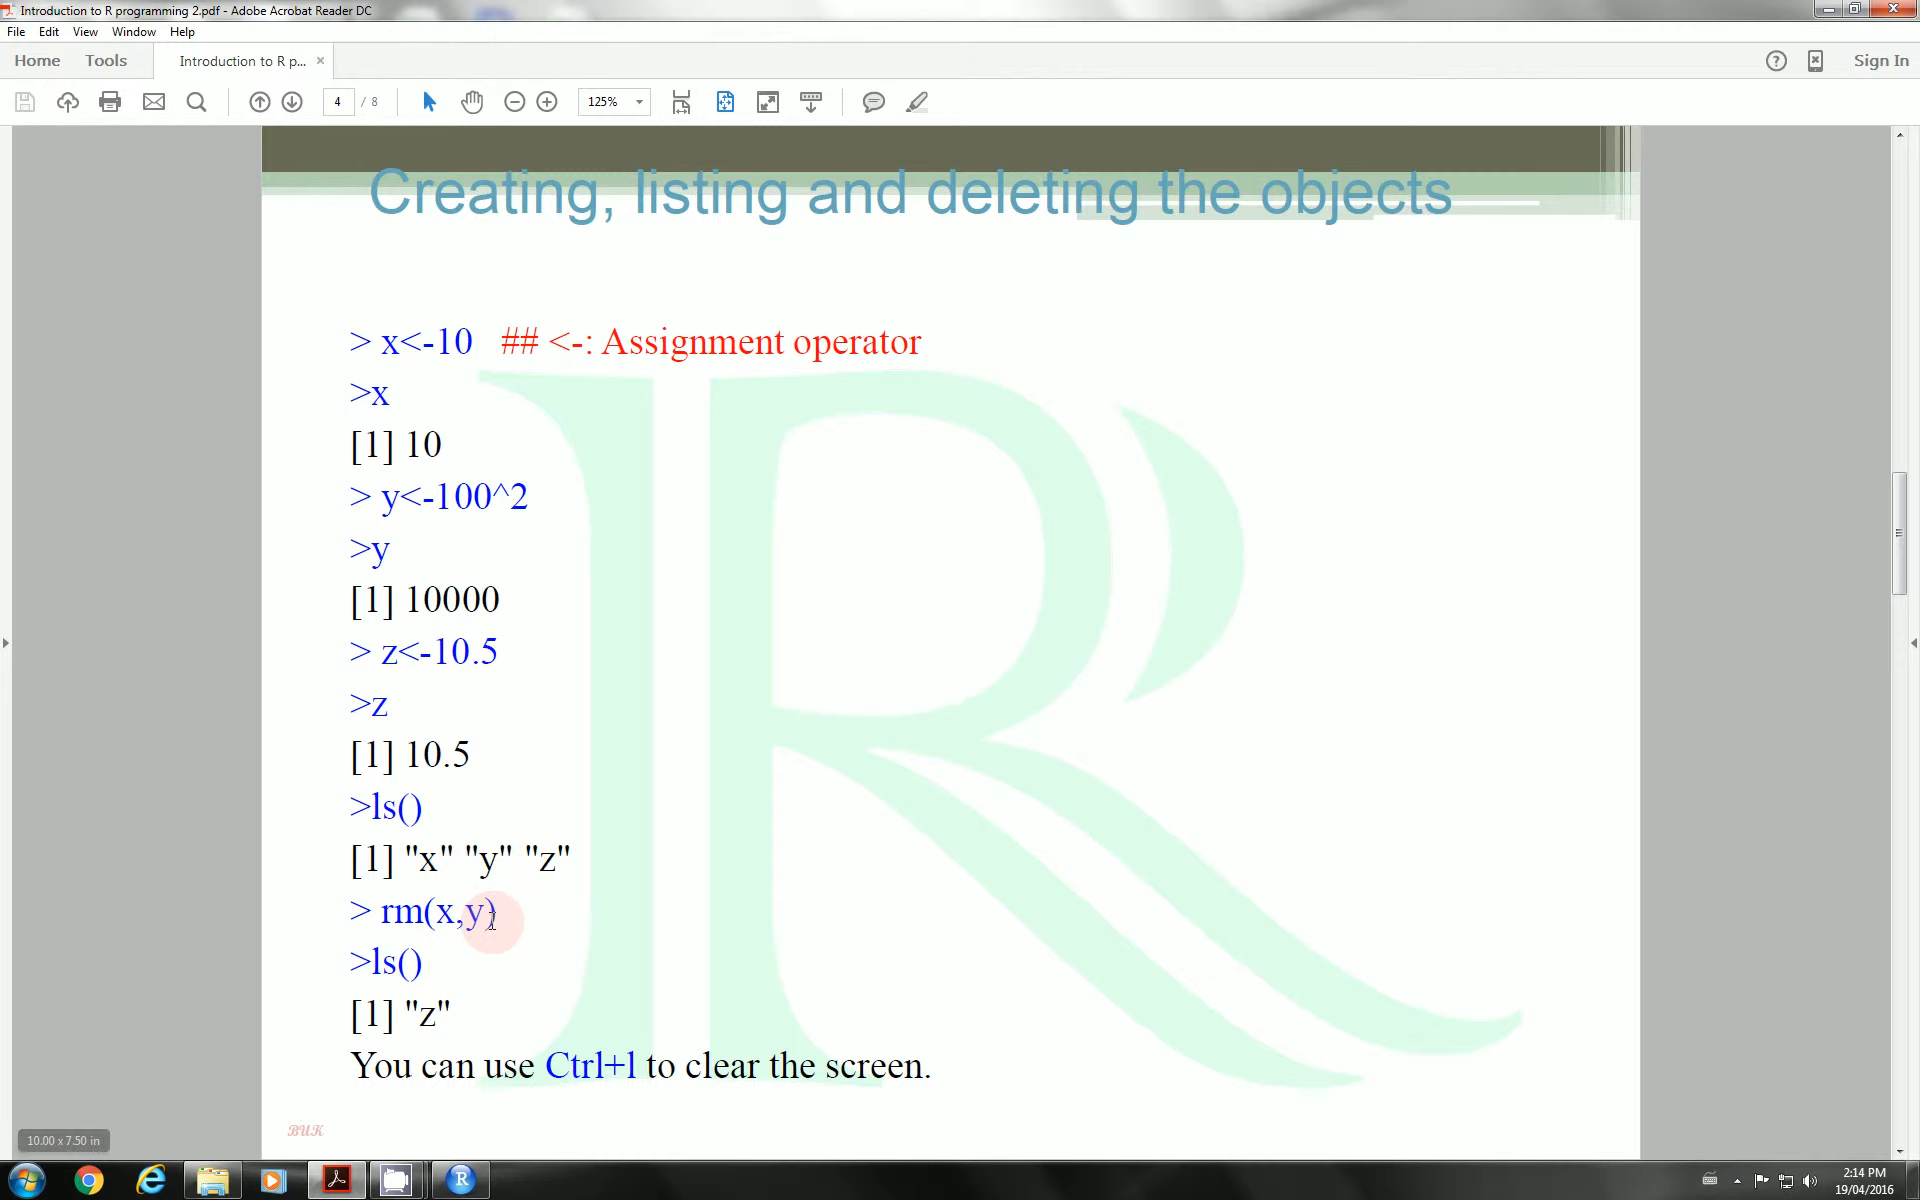 Introduction to R programming 2.pdf - Adobe Acrobat Reader DC
File Edit View Window Help
Home Tools Introduction to R p... × Sign In
4 / 8 125%
Creating, listing and deleting the objects
> x<-10 ## <-: Assignment operator
>x
[1] 10
> y<-100^2
>y
[1] 10000
> z<-10.5
>z
[1] 10.5
>ls()
[1] "x" "y" "z"
> rm(x,y)
>ls()
[1] "z"
You can use Ctrl+l to clear the screen.
BUK
10.00 x 7.50 in
2:14 PM
19/04/2016